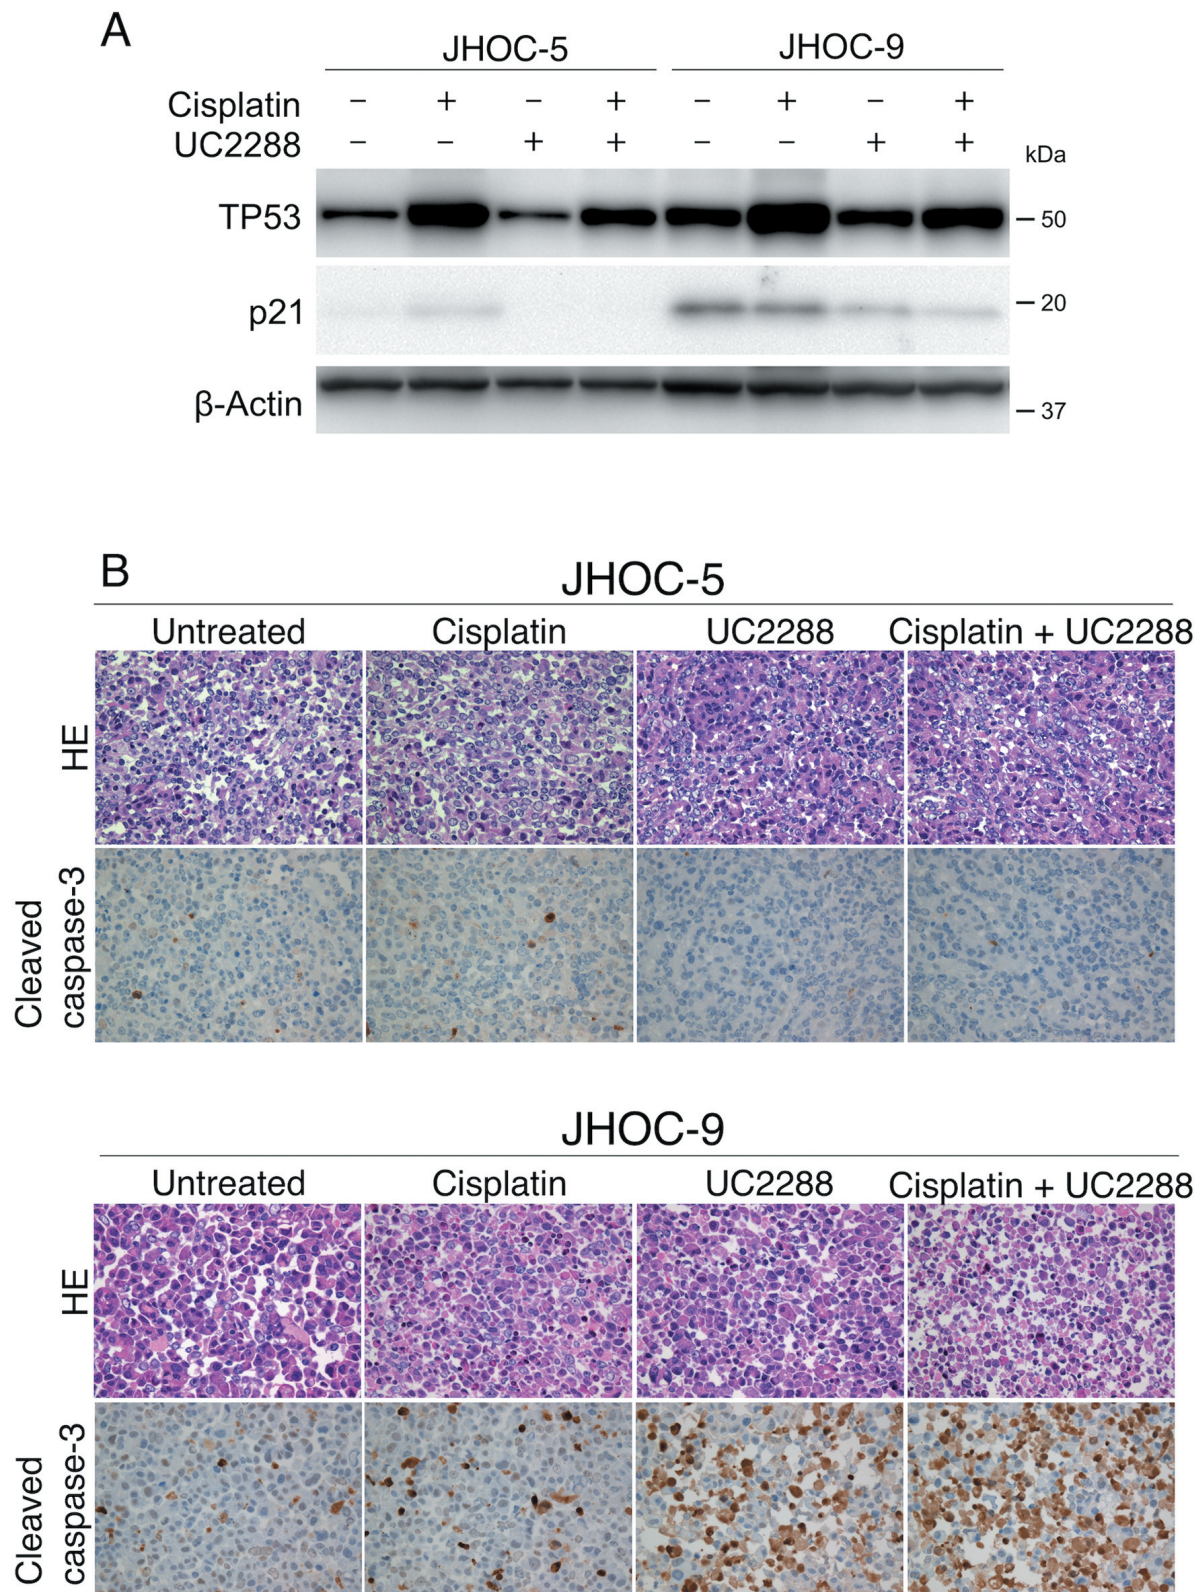 A
JHOC-5 JHOC-9
Cisplatin − + − + − + − +
UC2288 − − + + − − + +
kDa
TP53 50
p21 20
β-Actin 37
B
JHOC-5
Untreated Cisplatin UC2288 Cisplatin + UC2288
HE
Cleaved
caspase-3
JHOC-9
Untreated Cisplatin UC2288 Cisplatin + UC2288
HE
Cleaved
caspase-3